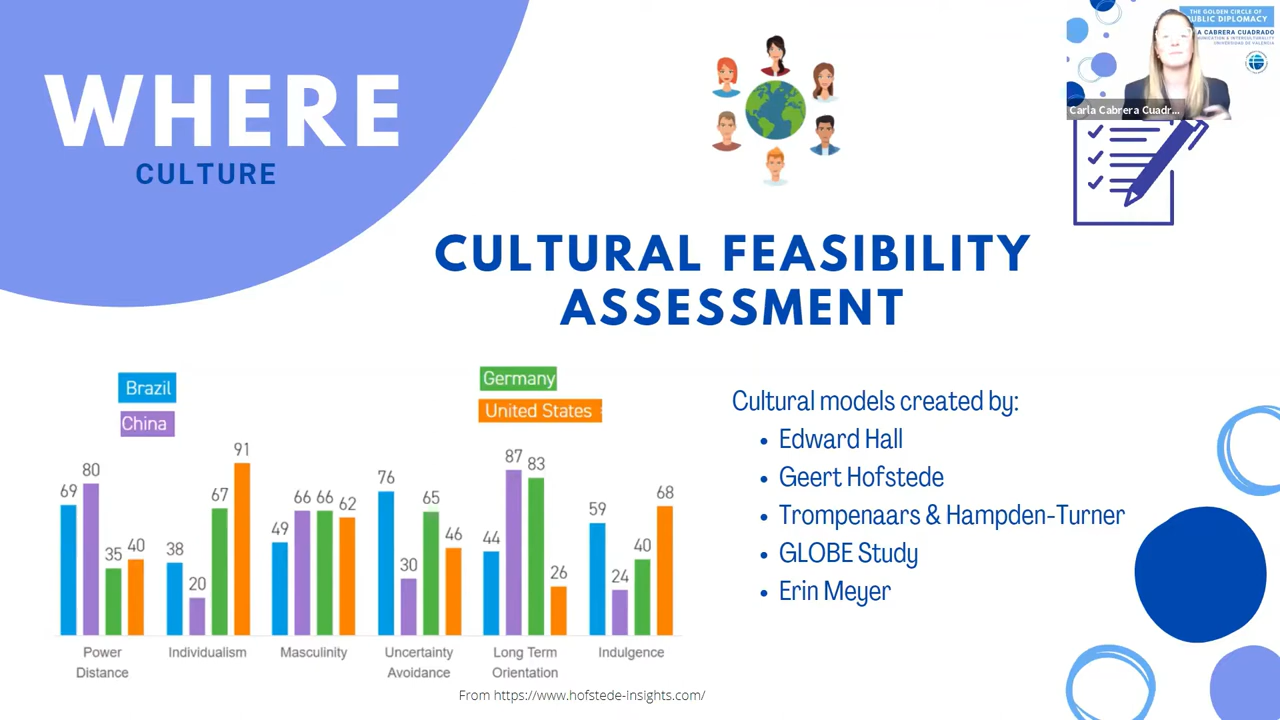 WHERE
CULTURE
THE GOLDEN CIRCLE OF
PUBLIC DIPLOMACY
CABRERA CUADRADO
UNIVERSIDAD DE VALENCIA
Carla Cabrera Cuadr...
CULTURAL FEASIBILITY
ASSESSMENT
Brazil
China
Germany
United States
69
80
35
40
38
20
67
91
49
66
66
62
76
30
65
46
44
87
83
26
59
24
40
68
Power
Distance
Individualism
Masculinity
Uncertainty
Avoidance
Long Term
Orientation
Indulgence
From https://www.hofstede-insights.com/
Cultural models created by:
• Edward Hall
• Geert Hofstede
• Trompenaars & Hampden-Turner
• GLOBE Study
• Erin Meyer